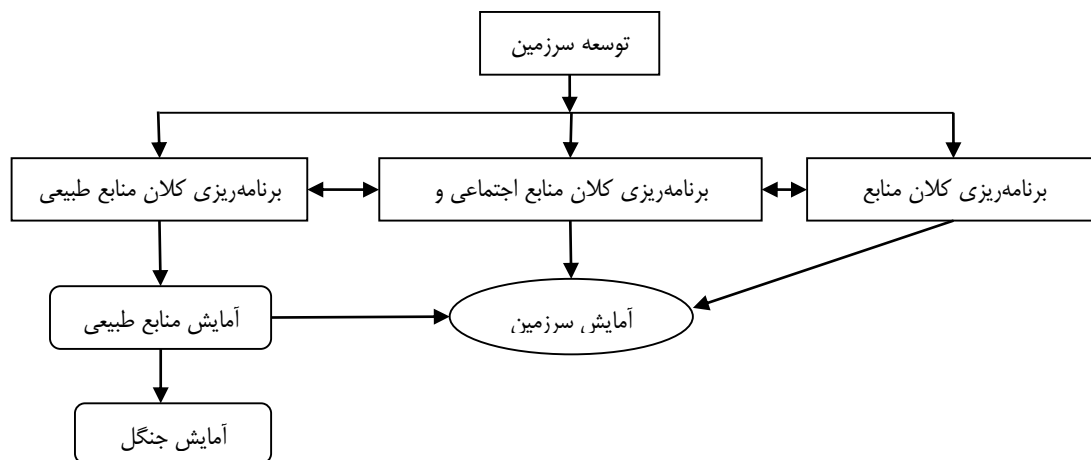 توسعه سرزمین
برنامه‌ریزی کلان منابع
برنامه‌ریزی کلان منابع اجتماعی و
برنامه‌ریزی کلان منابع طبیعی
آمایش سرزمین
آمایش منابع طبیعی
آمایش جنگل